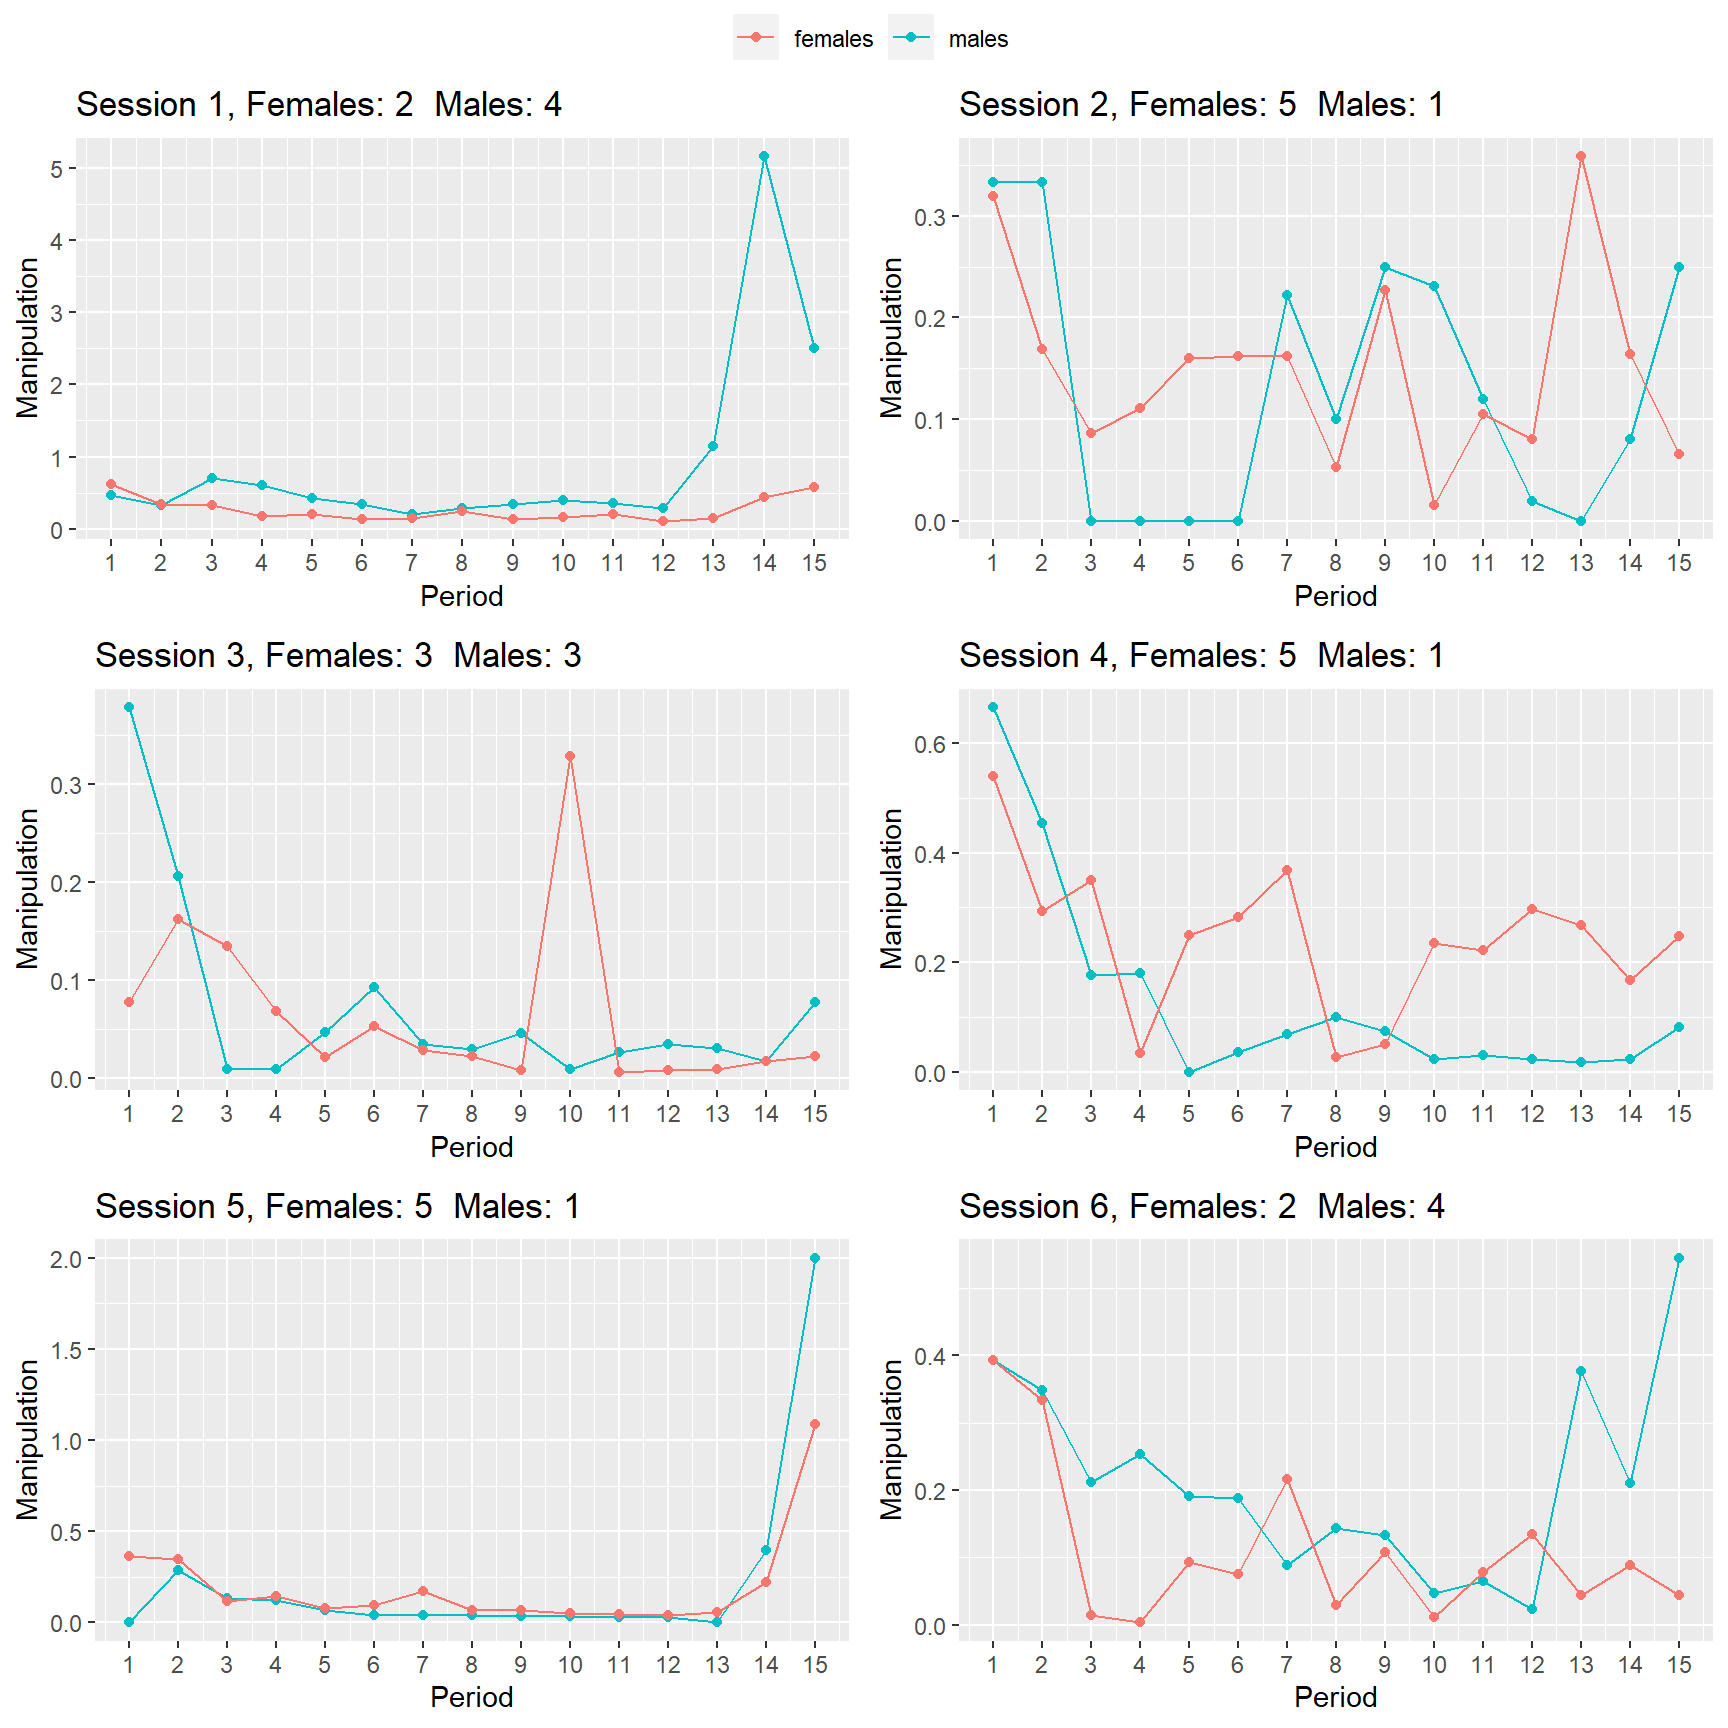 females males
Session 1, Females: 2 Males: 4
Manipulation
5
4
3
2
1
0
1 2 3 4 5 6 7 8 9 10 11 12 13 14 15
Period
Session 2, Females: 5 Males: 1
Manipulation
0.3
0.2
0.1
0.0
1 2 3 4 5 6 7 8 9 10 11 12 13 14 15
Period
Session 3, Females: 3 Males: 3
Manipulation
0.3
0.2
0.1
0.0
1 2 3 4 5 6 7 8 9 10 11 12 13 14 15
Period
Session 4, Females: 5 Males: 1
Manipulation
0.6
0.4
0.2
0.0
1 2 3 4 5 6 7 8 9 10 11 12 13 14 15
Period
Session 5, Females: 5 Males: 1
Manipulation
2.0
1.5
1.0
0.5
0.0
1 2 3 4 5 6 7 8 9 10 11 12 13 14 15
Period
Session 6, Females: 2 Males: 4
Manipulation
0.4
0.2
0.0
1 2 3 4 5 6 7 8 9 10 11 12 13 14 15
Period